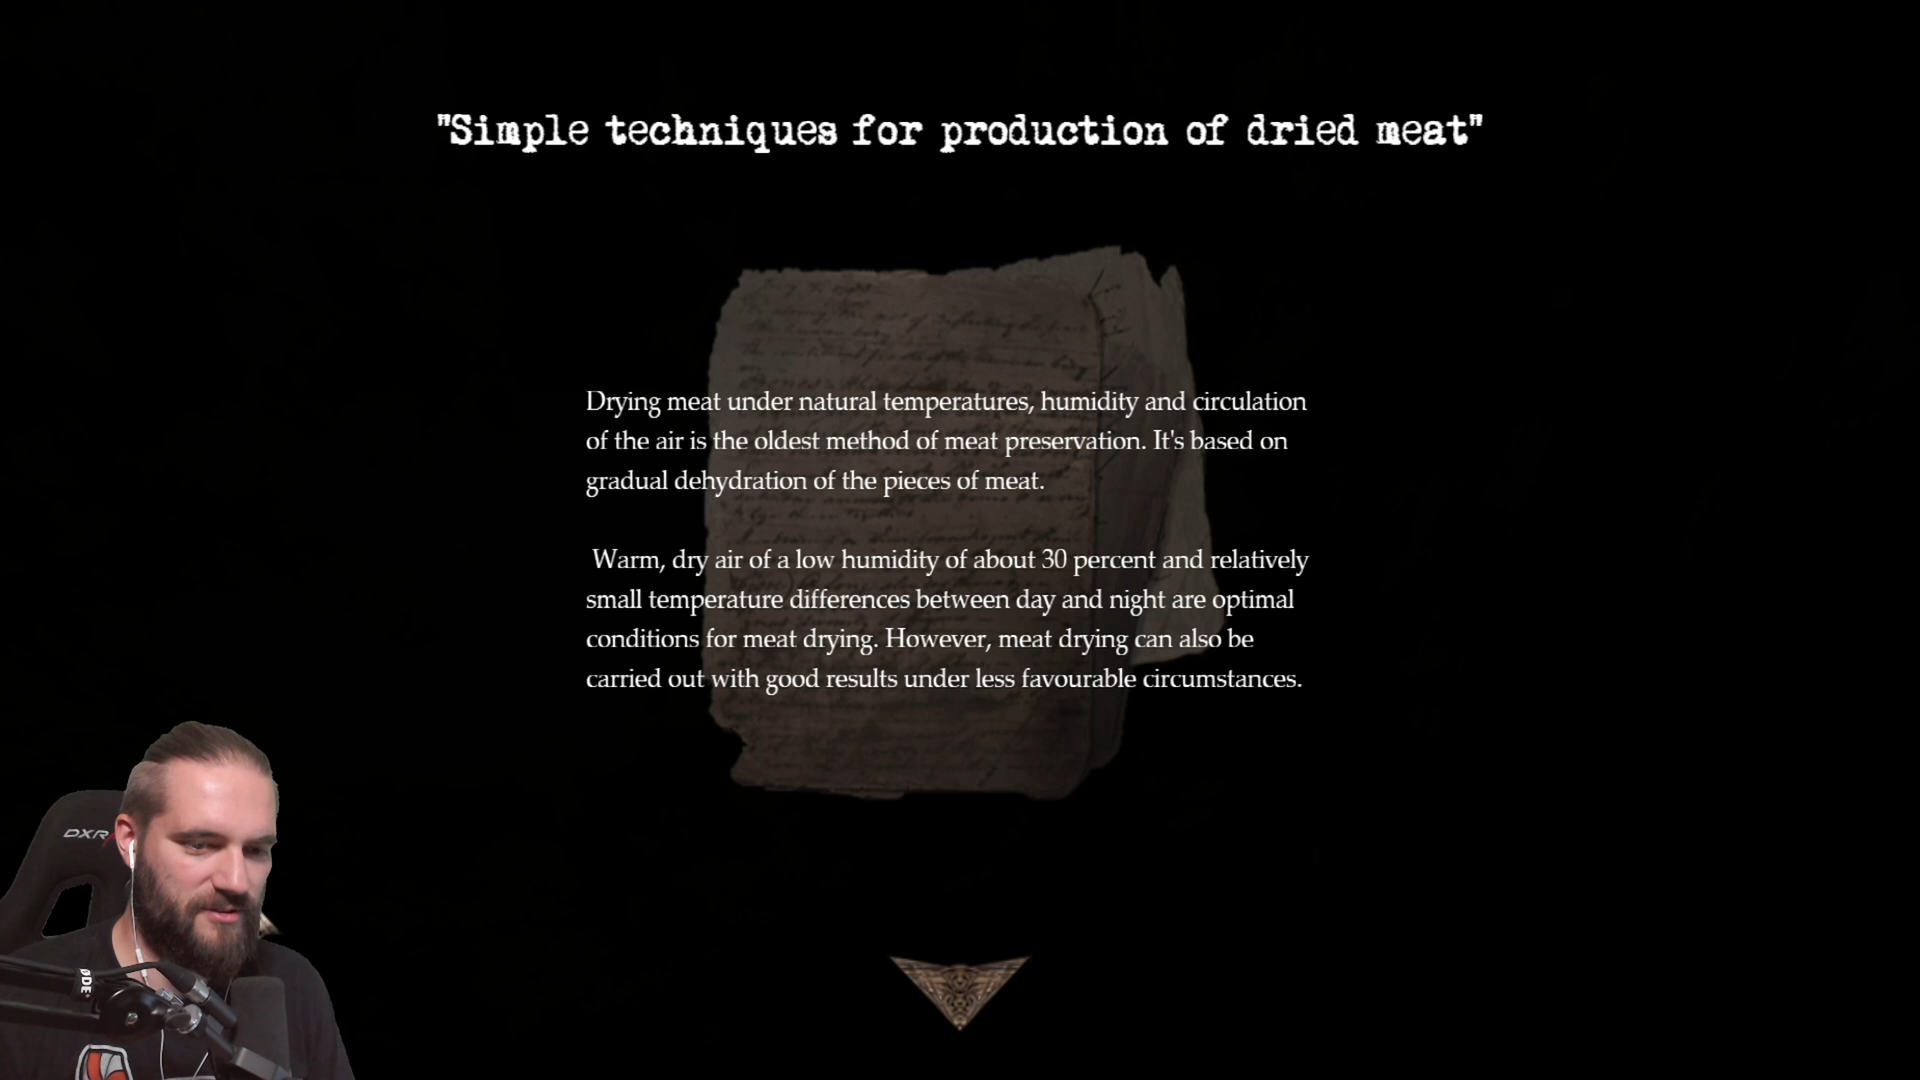 "Simple techniques for production of dried meat"
Drying meat under natural temperatures, humidity and circulation
of the air is the oldest method of meat preservation. It's based on
gradual dehydration of the pieces of meat.
Warm, dry air of a low humidity of about 30 percent and relatively
small temperature differences between day and night are optimal
conditions for meat drying. However, meat drying can also be
carried out with good results under less favourable circumstances.
DXR